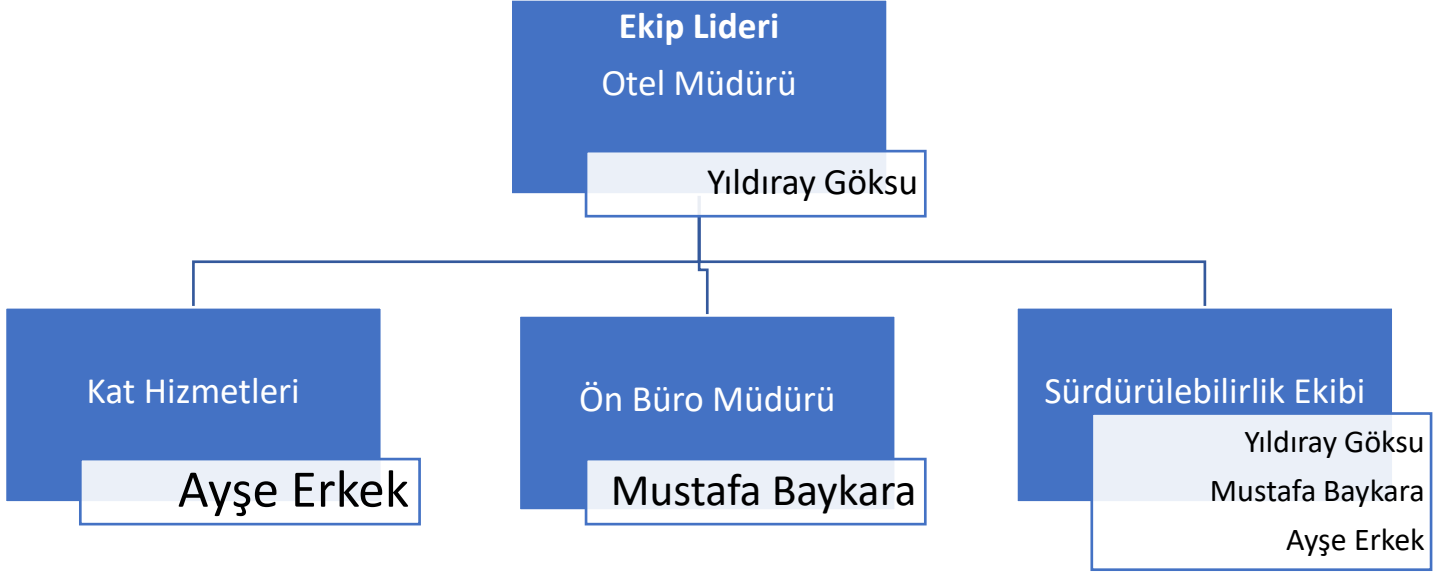 Ekip Lideri
Otel Müdürü
Yıldıray Göksu
Kat Hizmetleri
Ayşe Erkek
Ön Büro Müdürü
Mustafa Baykara
Sürdürülebilirlik Ekibi
Yıldıray Göksu
Mustafa Baykara
Ayşe Erkek